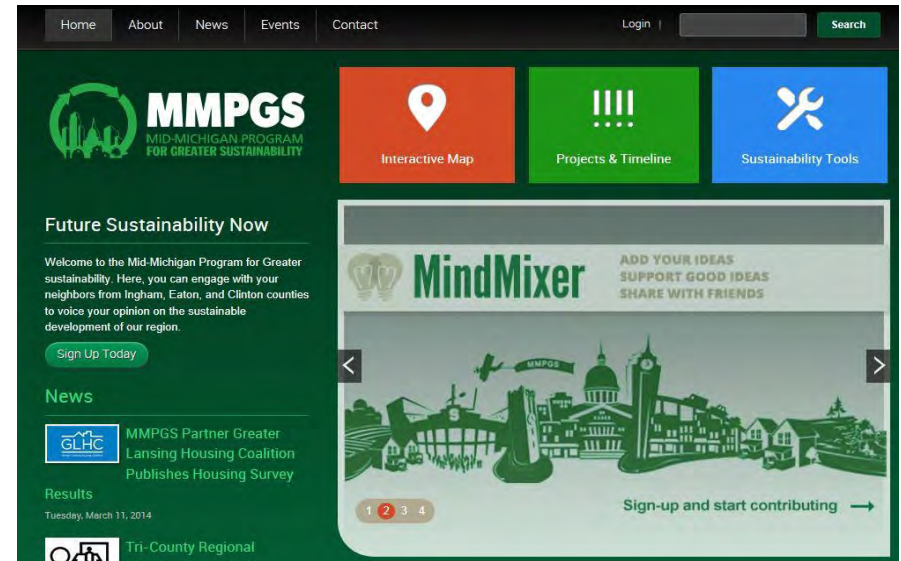 Home About News Events Contact Login | Search
MMPGS
MID-MICHIGAN PROGRAM
FOR GREATER SUSTAINABILITY
Interactive Map
Projects & Timeline
Sustainability Tools
Future Sustainability Now
Welcome to the Mid-Michigan Program for Greater
sustainability. Here, you can engage with your
neighbors from Ingham, Eaton, and Clinton counties
to voice your opinion on the sustainable
development of our region.
Sign Up Today
News
GLHC
MMPGS Partner Greater
Lansing Housing Coalition
Publishes Housing Survey
Results
Tuesday, March 11, 2014
Tri-County Regional
MindMixer
ADD YOUR IDEAS
SUPPORT GOOD IDEAS
SHARE WITH FRIENDS
MMPGS
S
1 2 3 4
Sign-up and start contributing